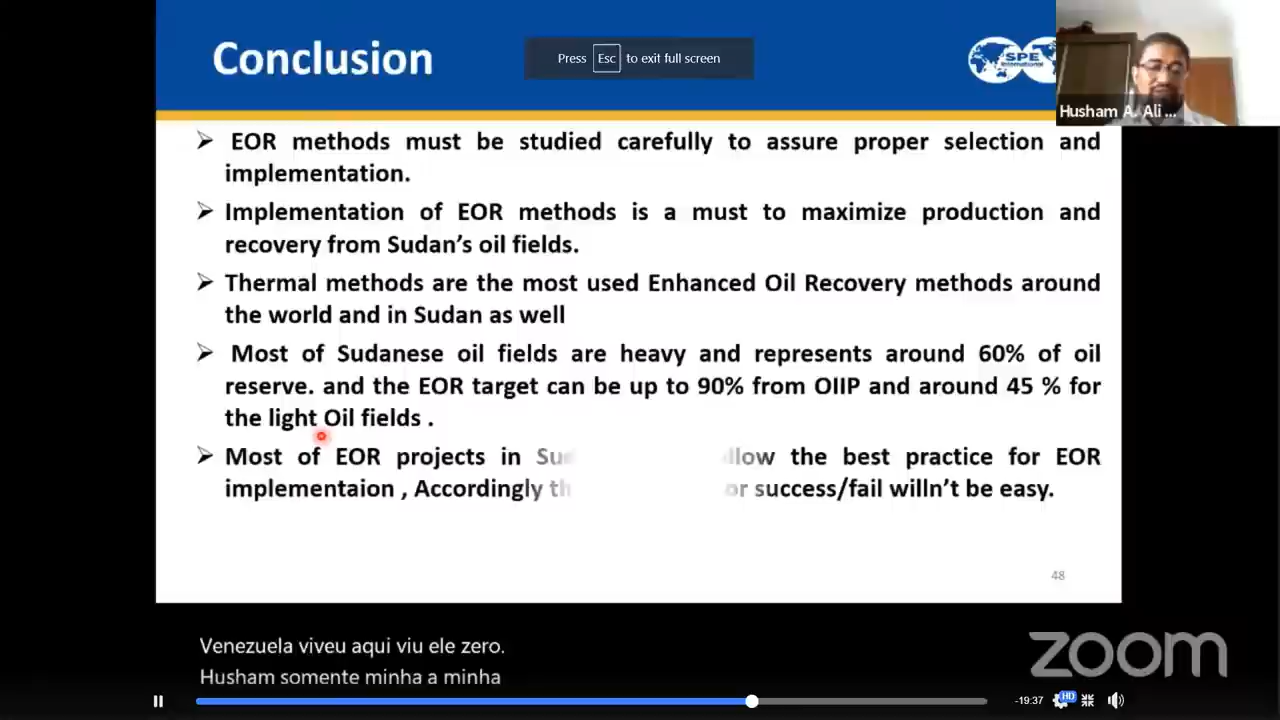 Conclusion
Press Esc to exit full screen
SPE
International
Husham A. Ali ...
➢ EOR methods must be studied carefully to assure proper selection and
implementation.
➢ Implementation of EOR methods is a must to maximize production and
recovery from Sudan's oil fields.
➢ Thermal methods are the most used Enhanced Oil Recovery methods around
the world and in Sudan as well
➢ Most of Sudanese oil fields are heavy and represents around 60% of oil
reserve. and the EOR target can be up to 90% from OIIP and around 45 % for
the light Oil fields .
➢ Most of EOR projects in the best practice for EOR
implementaion , Accordingly or success/fail willn't be easy.
48
Venezuela viveu aqui viu ele zero.
Husham somente minha a minha
zoom
-19:37
HD